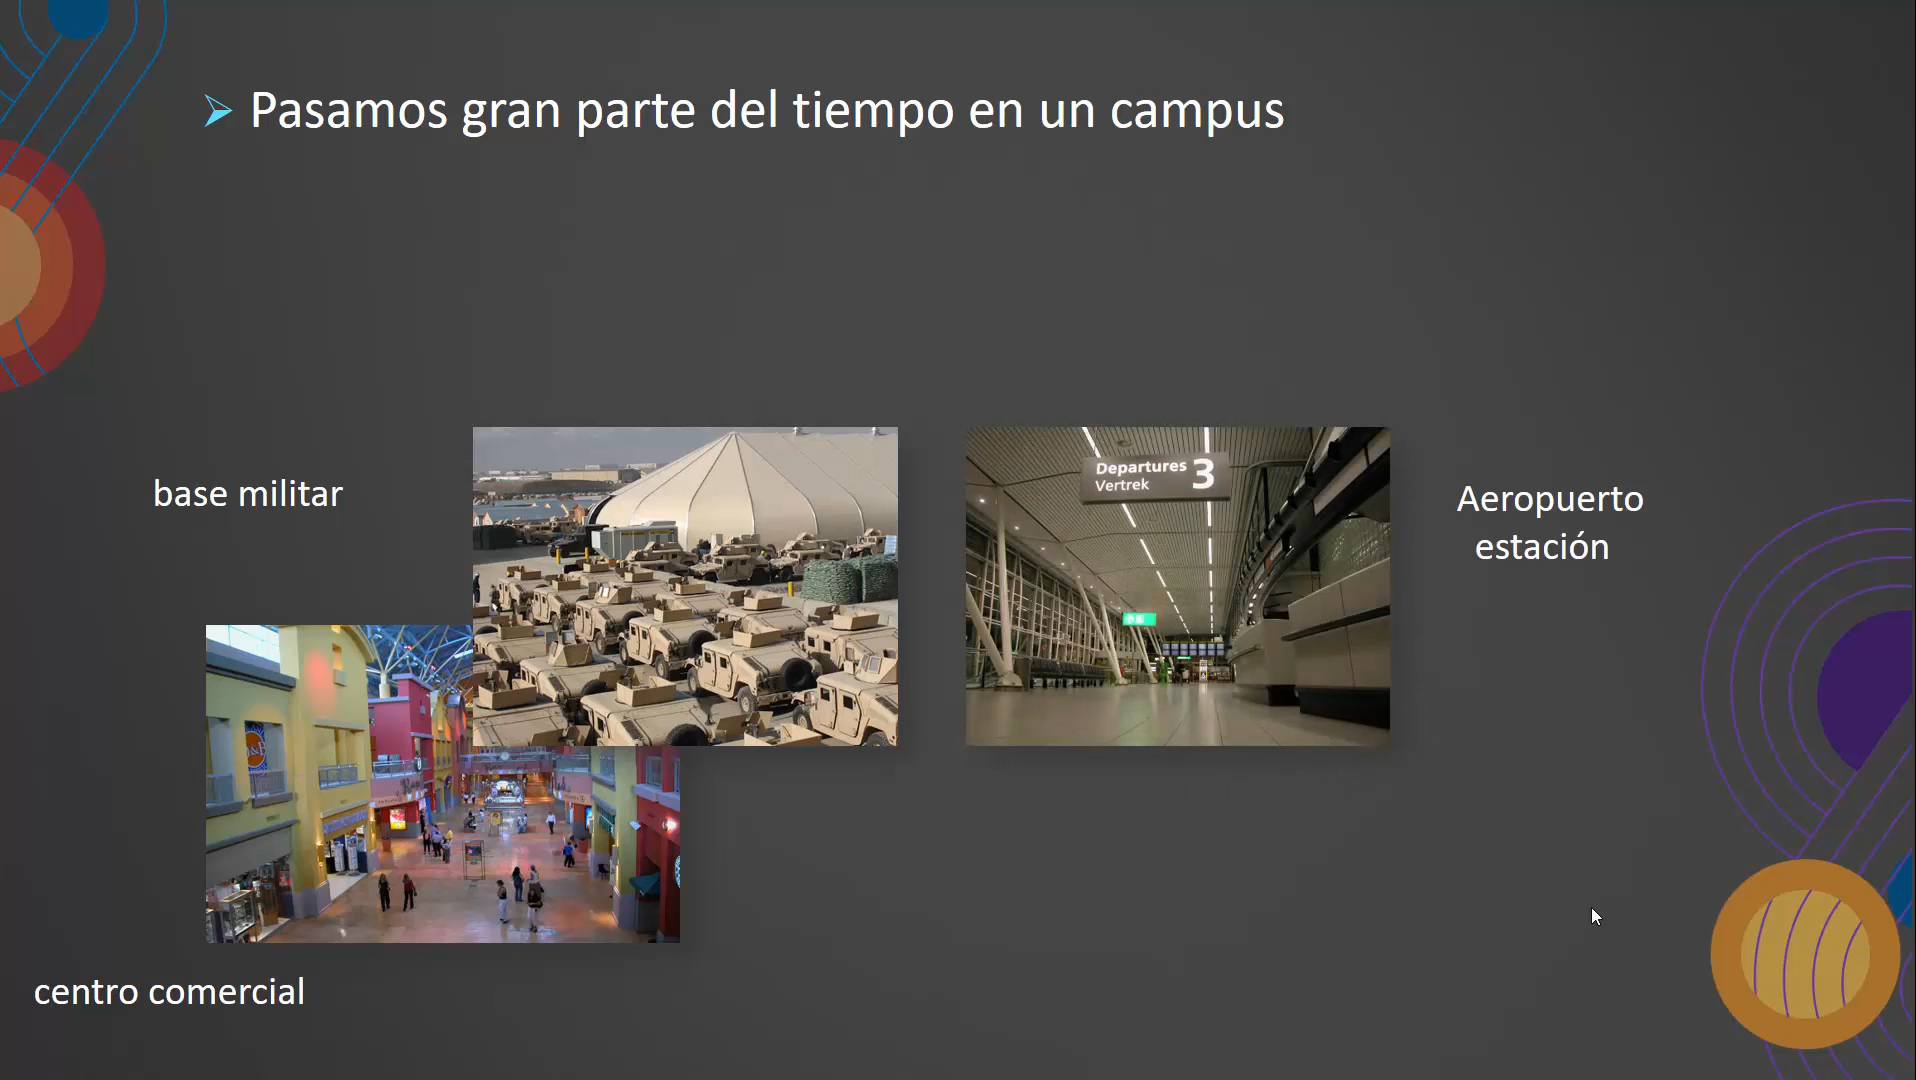 Pasamos gran parte del tiempo en un campus
base militar
Departures 3
Vertrek
Aeropuerto
estación
centro comercial